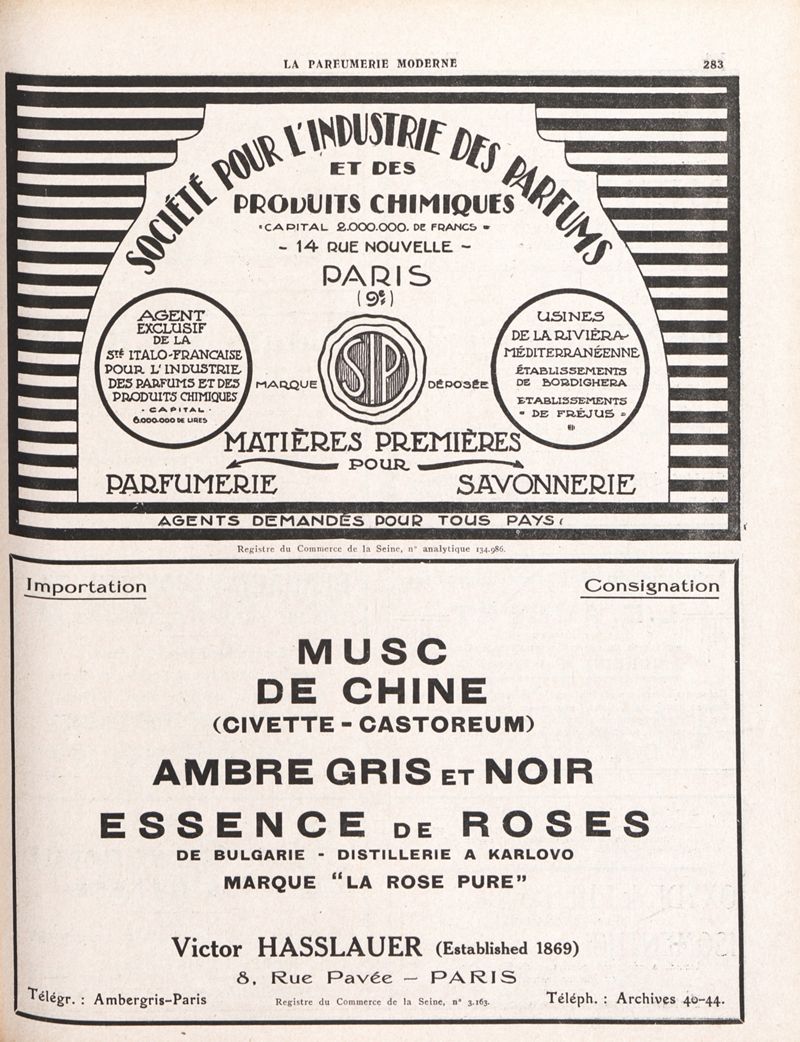 LA PARFUMERIE MODERNE
283
SOCIÉTÉ POUR L'INDUSTRIE DES PARFUMS
ET DES
PRODUITS CHIMIQUES
CAPITAL 2.000.000. DE FRANCS
- 14 RUE NOUVELLE -
PARIS
(9E)
AGENT
EXCLUSIF
DE LA
STÉ ITALO-FRANCAISE
POUR L'INDUSTRIE
DES PARFUMS ET DES
PRODUITS CHIMIQUES
- CAPITAL -
6.000.000 DE LIRES
MARQUE
SIP
DÉPOSÉE
USINES
DE LA RIVIÈRA
MÉDITERRANÉENNE
ÉTABLISSEMENTS
DE BORDIGHERA
ETABLISSEMENTS
DE FRÉJUS
MATIÈRES PREMIÈRES
POUR
PARFUMERIE
SAVONNERIE
AGENTS DEMANDÉS POUR TOUS PAYS
Registre du Commerce de la Seine, n° analytique 134.986.
Importation
Consignation
MUSC
DE CHINE
(CIVETTE - CASTOREUM)
AMBRE GRIS ET NOIR
ESSENCE DE ROSES
DE BULGARIE - DISTILLERIE A KARLOVO
MARQUE "LA ROSE PURE"
Victor HASSLAUER (Established 1869)
8, Rue Pavée — PARIS
Télégr. : Ambergris-Paris
Registre du Commerce de la Seine, n° 3.163.
Téléph. : Archives 40-44.